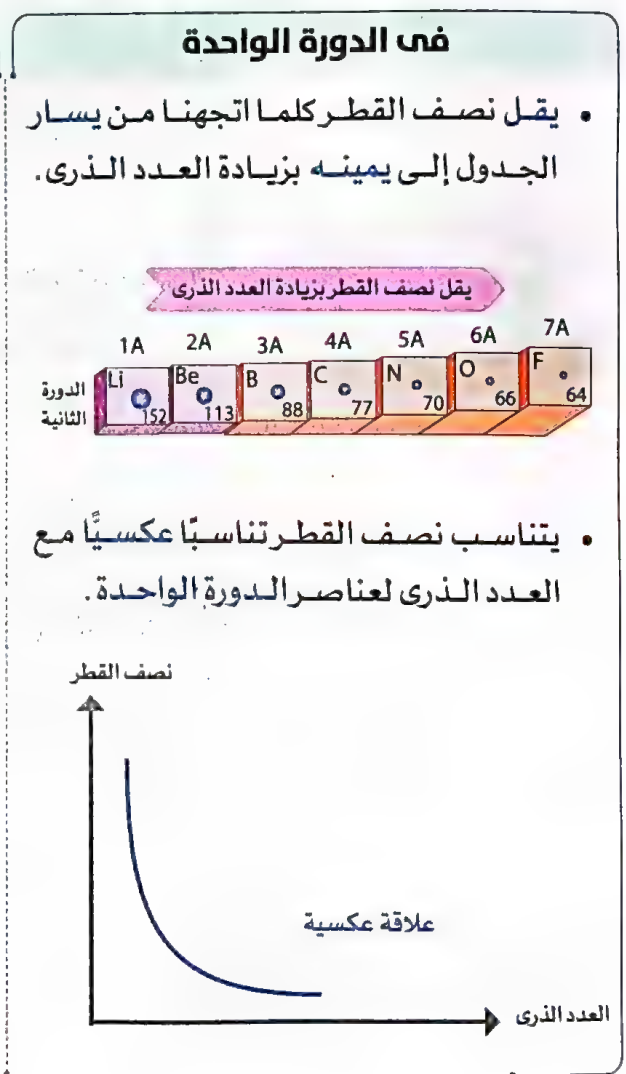 فى الدورة الواحدة
• يقل نصف القطر كلما اتجهنا من يسار
الجدول إلى يمينه بزيادة العدد الذرى.
يقل نصف القطر بزيادة العدد الذرى
1A 2A 3A 4A 5A 6A 7A
الدورة
الثانية
Li Be B C N O F
152 113 88 77 70 66 64
• يتناسب نصف القطر تناسبًا عكسيًّا مع
العدد الذرى لعناصر الدورة الواحدة.
نصف القطر
علاقة عكسية
العدد الذرى